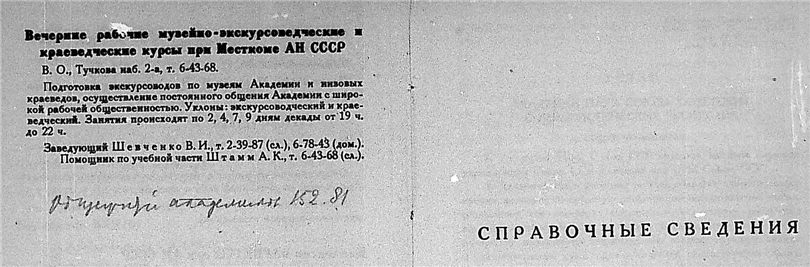 Вечерние рабочие музейно-экскурсоведческие и
краеведческие курсы при Месткоме АН СССР
В. О., Тучкова наб. 2-а, т. 6-43-68.
Подготовка экскурсоводов по музеям Академии и низовых
краеведов, осуществление постоянного общения Академии с широ-
кой рабочей общественностью. Уклоны: экскурсоводческий и крае-
ведческий. Занятия происходят по 2, 4, 7, 9 дням декады от 19 ч.
до 22 ч.
Заведующий Шевченко В. И., т. 2-39-87 (сл.), 6-78-43 (дом.).
Помощник по учебной части Штамм А. К., т. 6-43-68 (сл.).
152.81
СПРАВОЧНЫЕ СВЕДЕНИЯ